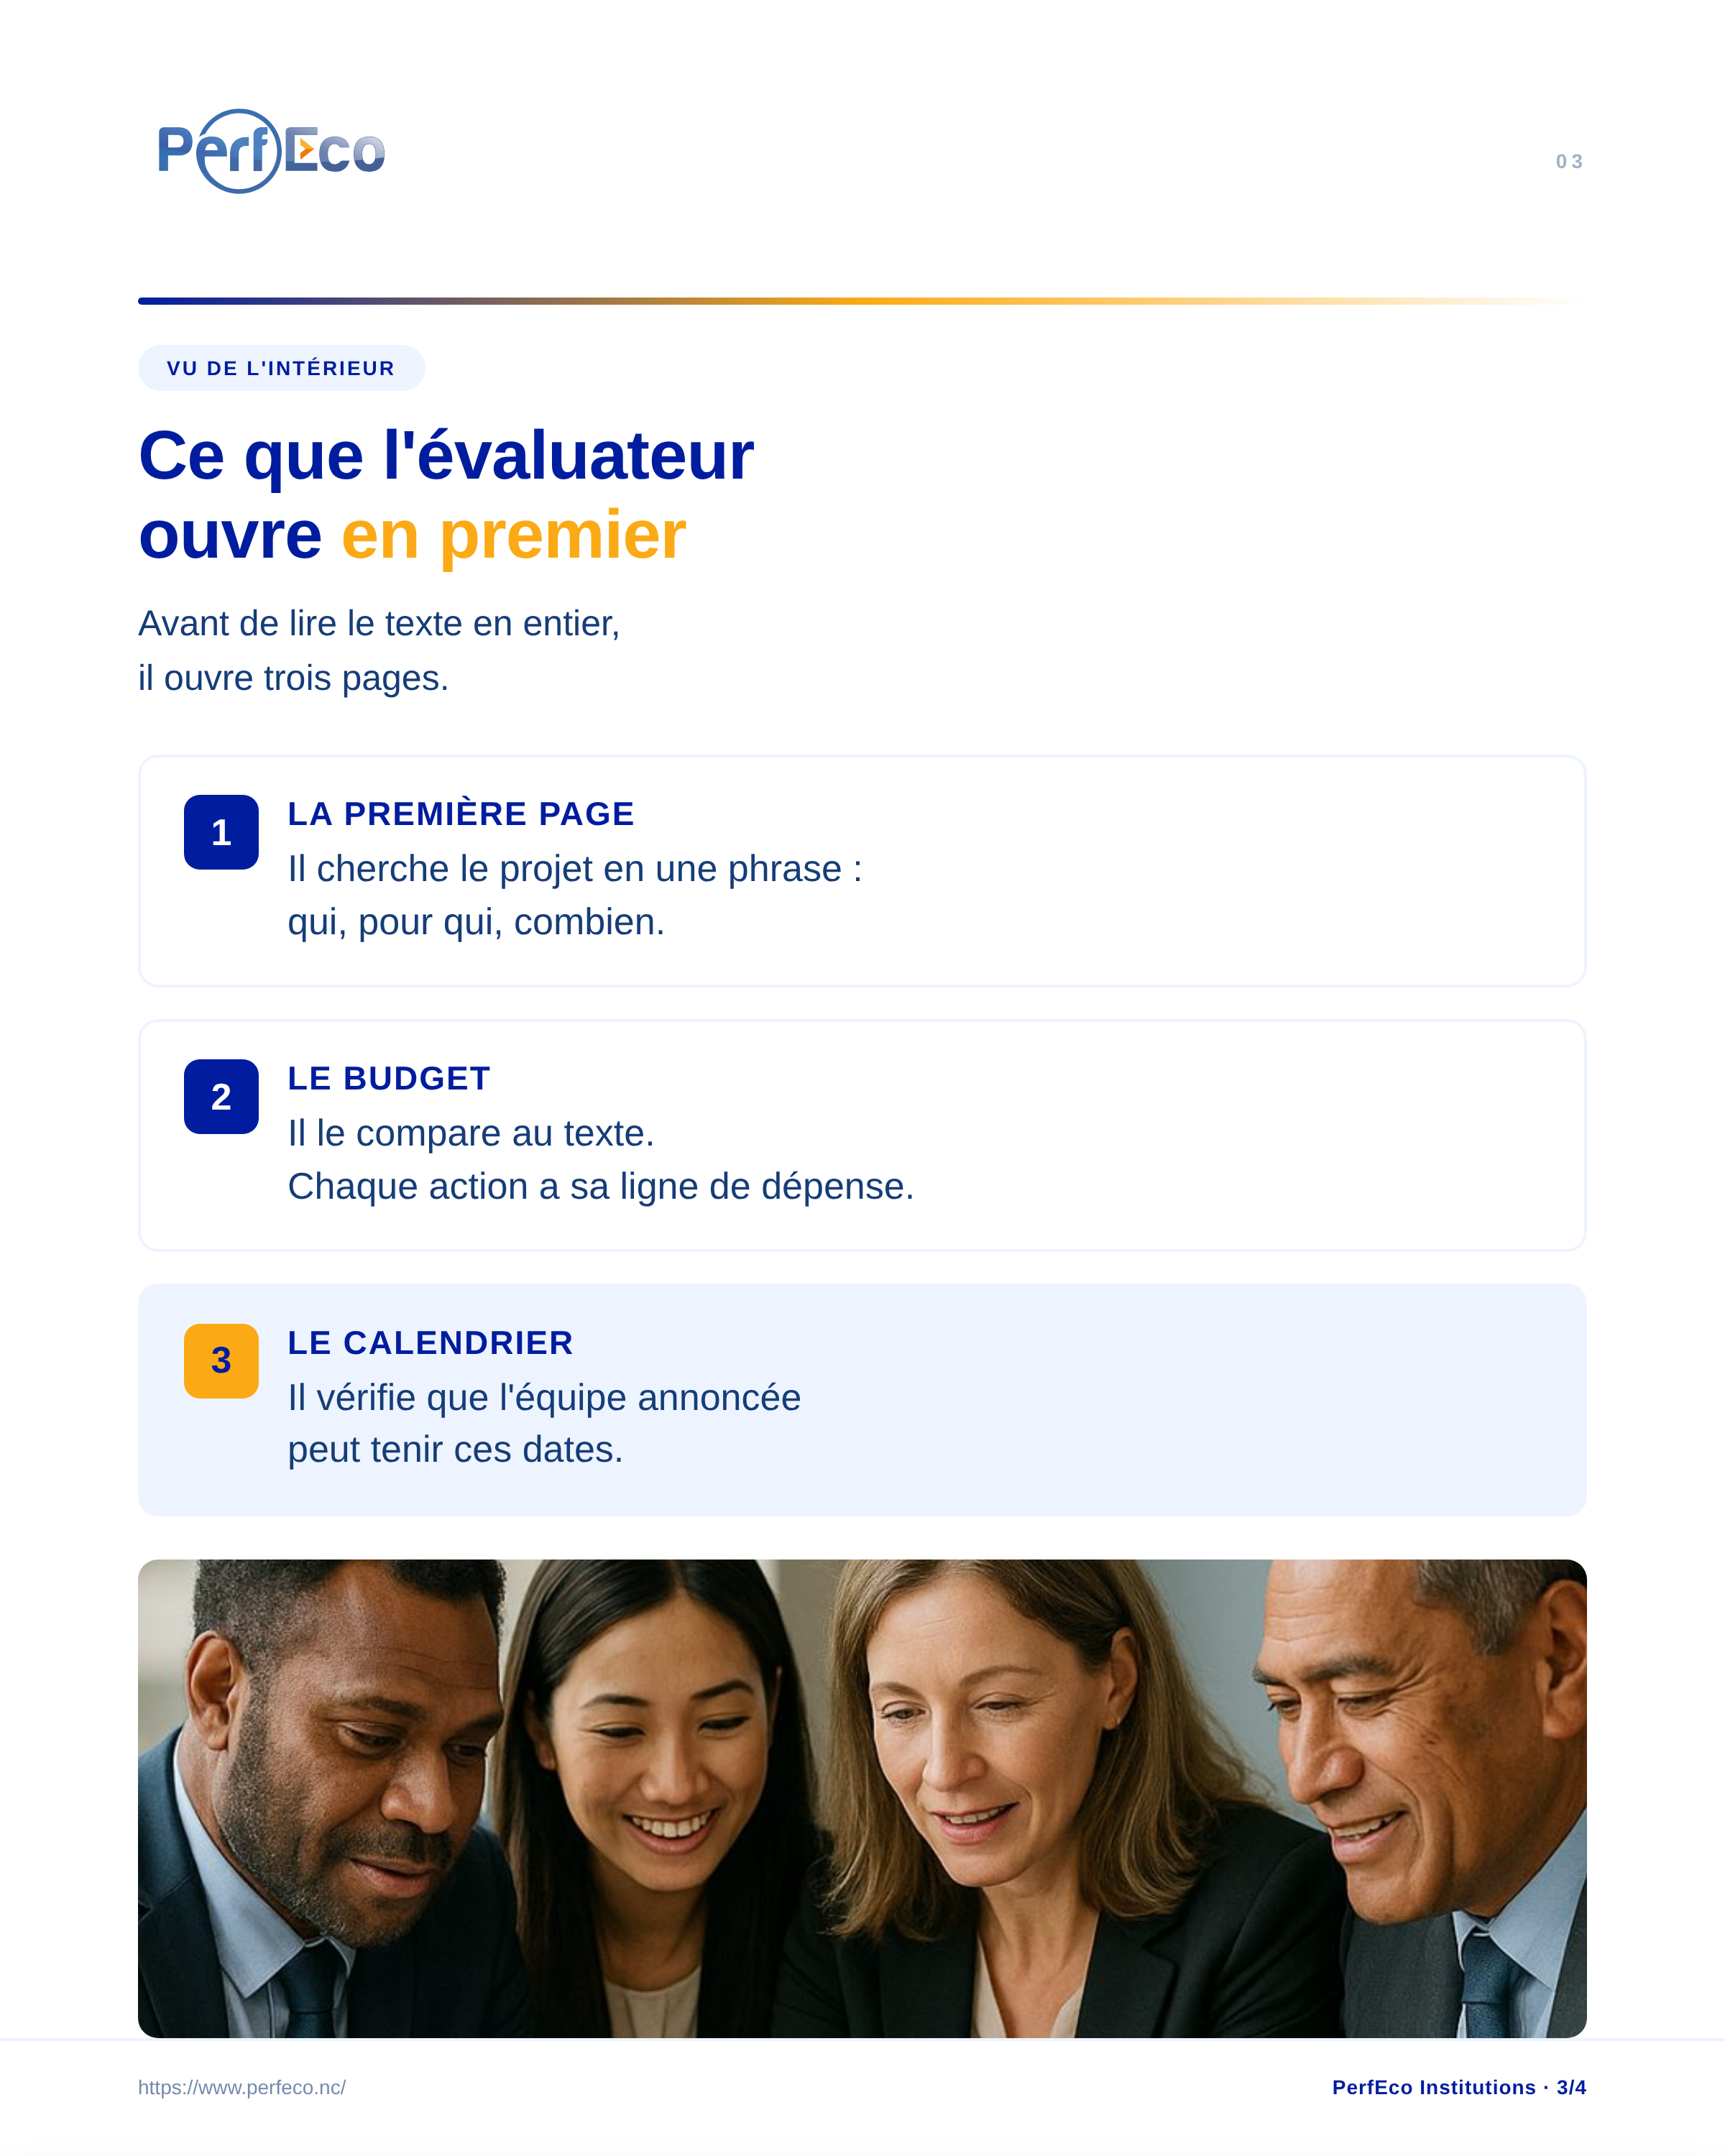 PerfEco
03
VU DE L'INTÉRIEUR
Ce que l'évaluateur
ouvre en premier
Avant de lire le texte en entier,
il ouvre trois pages.
1
LA PREMIÈRE PAGE
Il cherche le projet en une phrase :
qui, pour qui, combien.
2
LE BUDGET
Il le compare au texte.
Chaque action a sa ligne de dépense.
3
LE CALENDRIER
Il vérifie que l'équipe annoncée
peut tenir ces dates.
https://www.perfeco.nc/
PerfEco Institutions · 3/4